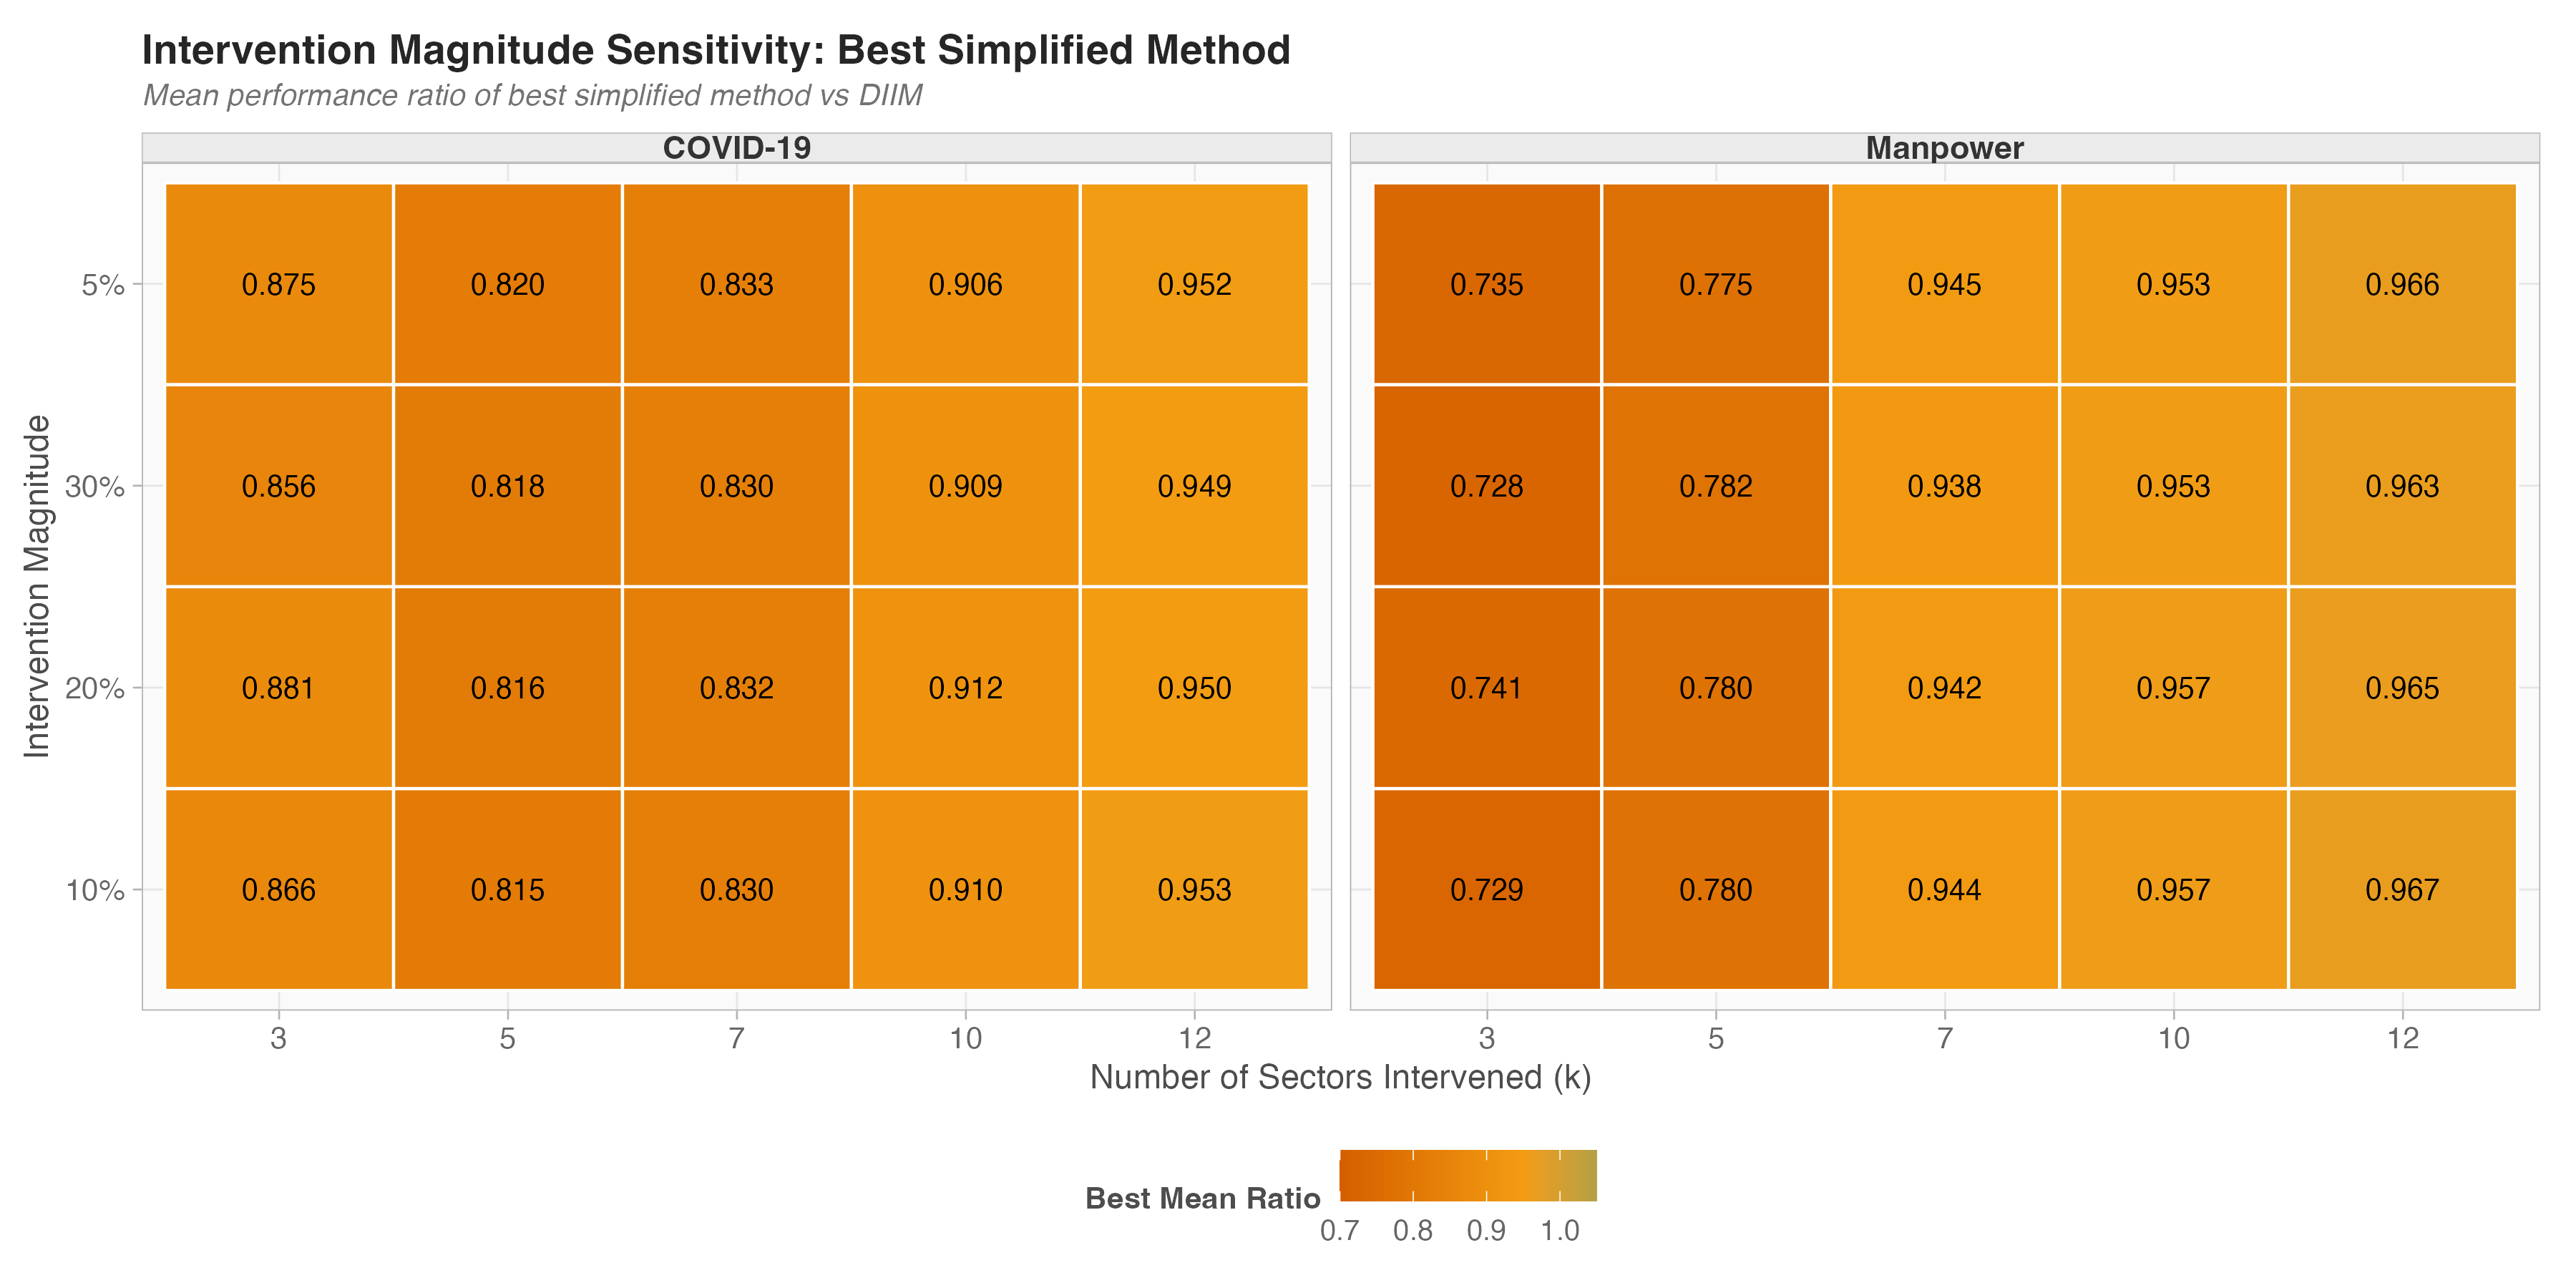 Intervention Magnitude Sensitivity: Best Simplified Method
Mean performance ratio of best simplified method vs DIIM
COVID-19 Manpower
Intervention Magnitude
5% 0.875 0.820 0.833 0.906 0.952 0.735 0.775 0.945 0.953 0.966
30% 0.856 0.818 0.830 0.909 0.949 0.728 0.782 0.938 0.953 0.963
20% 0.881 0.816 0.832 0.912 0.950 0.741 0.780 0.942 0.957 0.965
10% 0.866 0.815 0.830 0.910 0.953 0.729 0.780 0.944 0.957 0.967
3 5 7 10 12 3 5 7 10 12
Number of Sectors Intervened (k)
Best Mean Ratio
0.7 0.8 0.9 1.0